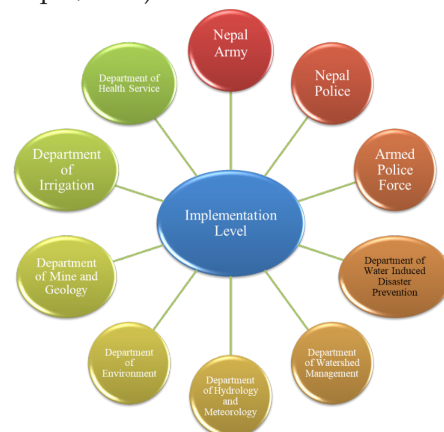 Nepal
Army
Nepal
Police
Armed
Police
Force
Department of
Water Induced
Disaster
Prevention
Department
of Watershed
Management
Department
of Hydrology
and
Meteorology
Department
of
Environment
Department
of Mine and
Geology
Department
of
Irrigation
Department of
Health Service
Implementation
Level